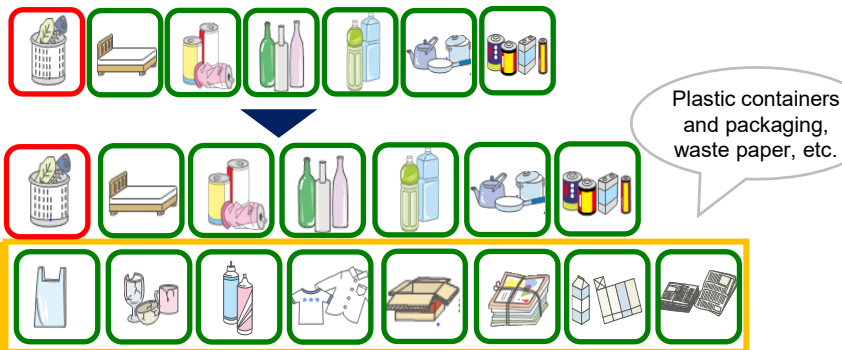 Plastic containers
and packaging,
waste paper, etc.